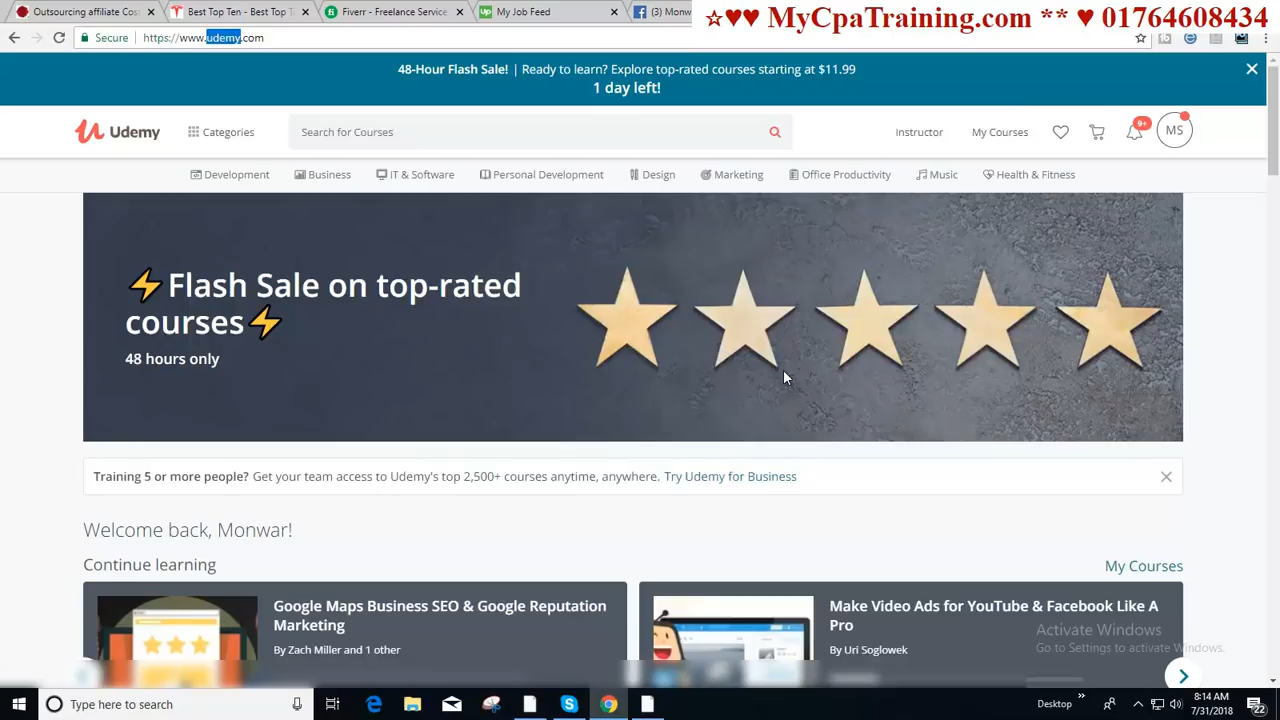 Outsourcing affiliate Cos
Best Top Ten - Best Top T
Fiverr - Freelance Service
My Job Feed
(3) Monw
☆♥♥ MyCpaTraining.com ** ♥ 01764608434
Secure
https://www.udemy.com
48-Hour Flash Sale! | Ready to learn? Explore top-rated courses starting at $11.99
1 day left!
Udemy
Categories
Search for Courses
Instructor
My Courses
9+
MS
Development
Business
IT & Software
Personal Development
Design
Marketing
Office Productivity
Music
Health & Fitness
⚡Flash Sale on top-rated
courses⚡
48 hours only
Training 5 or more people? Get your team access to Udemy's top 2,500+ courses anytime, anywhere. Try Udemy for Business
Welcome back, Monwar!
Continue learning
My Courses
Google Maps Business SEO & Google Reputation
Marketing
By Zach Miller and 1 other
Make Video Ads for YouTube & Facebook Like A
Pro
By Uri Soglowek
Activate Windows
Go to Settings to activate Windows.
Type here to search
Desktop
8:14 AM
7/31/2018
22